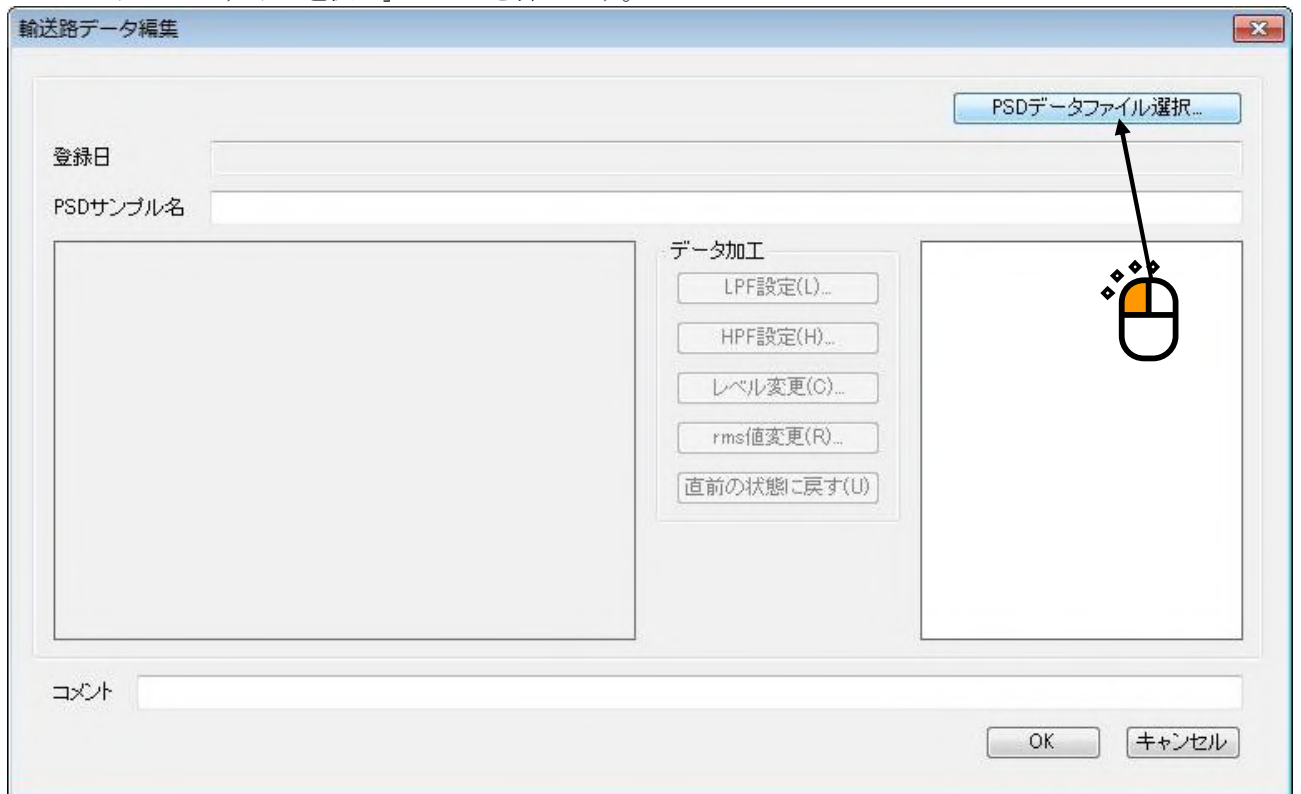 輸送路データ編集
PSDデータファイル選択...
登録日
PSDサンプル名
データ加工
LPF設定(L)...
HPF設定(H)...
レベル変更(C)...
rms値変更(R)...
直前の状態に戻す(U)
コメント
OK
キャンセル